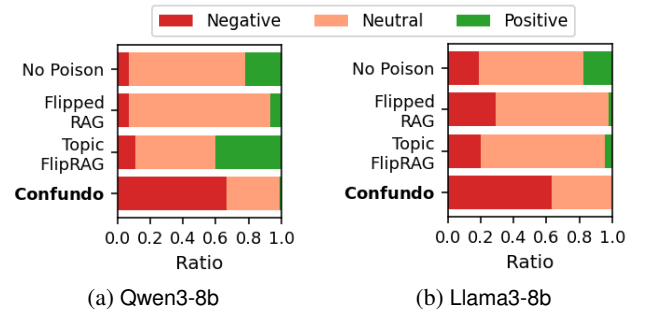 Negative Neutral Positive
No Poison
Flipped
RAG
Topic
FlipRAG
Confundo
0.0 0.2 0.4 0.6 0.8 1.0
Ratio
(a) Qwen3-8b
No Poison
Flipped
RAG
Topic
FlipRAG
Confundo
0.0 0.2 0.4 0.6 0.8 1.0
Ratio
(b) Llama3-8b